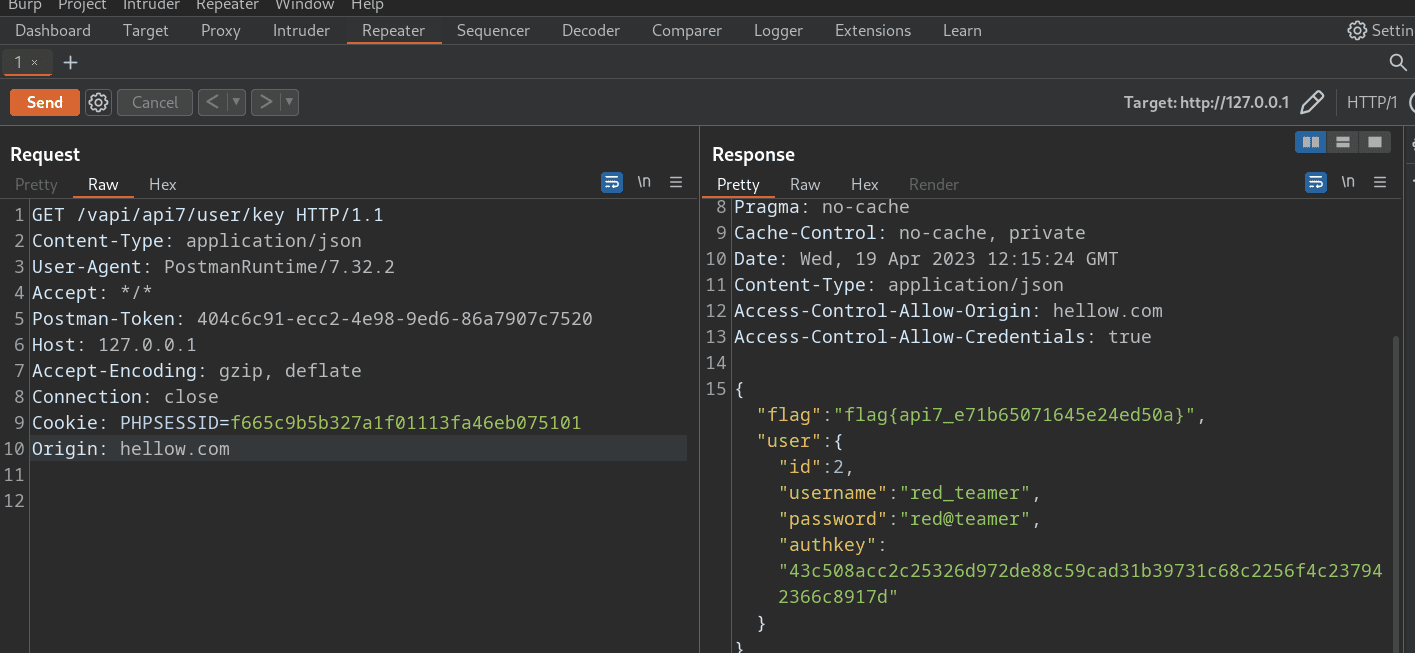 Burp Project Intruder Repeater Window Help
Dashboard Target Proxy Intruder Repeater Sequencer Decoder Comparer Logger Extensions Learn Settin
1 × +
Send Cancel < > Target: http://127.0.0.1 HTTP/1
Request
Pretty Raw Hex \n
1 GET /vapi/api7/user/key HTTP/1.1
2 Content-Type: application/json
3 User-Agent: PostmanRuntime/7.32.2
4 Accept: */*
5 Postman-Token: 404c6c91-ecc2-4e98-9ed6-86a7907c7520
6 Host: 127.0.0.1
7 Accept-Encoding: gzip, deflate
8 Connection: close
9 Cookie: PHPSESSID=f665c9b5b327a1f01113fa46eb075101
10 Origin: hellow.com
11
12
Response
Pretty Raw Hex Render \n
8 Pragma: no-cache
9 Cache-Control: no-cache, private
10 Date: Wed, 19 Apr 2023 12:15:24 GMT
11 Content-Type: application/json
12 Access-Control-Allow-Origin: hellow.com
13 Access-Control-Allow-Credentials: true
14
15 {
"flag":"flag{api7_e71b65071645e24ed50a}",
"user":{
"id":2,
"username":"red_teamer",
"password":"red@teamer",
"authkey":
"43c508acc2c25326d972de88c59cad31b39731c68c2256f4c23794
2366c8917d"
}
}